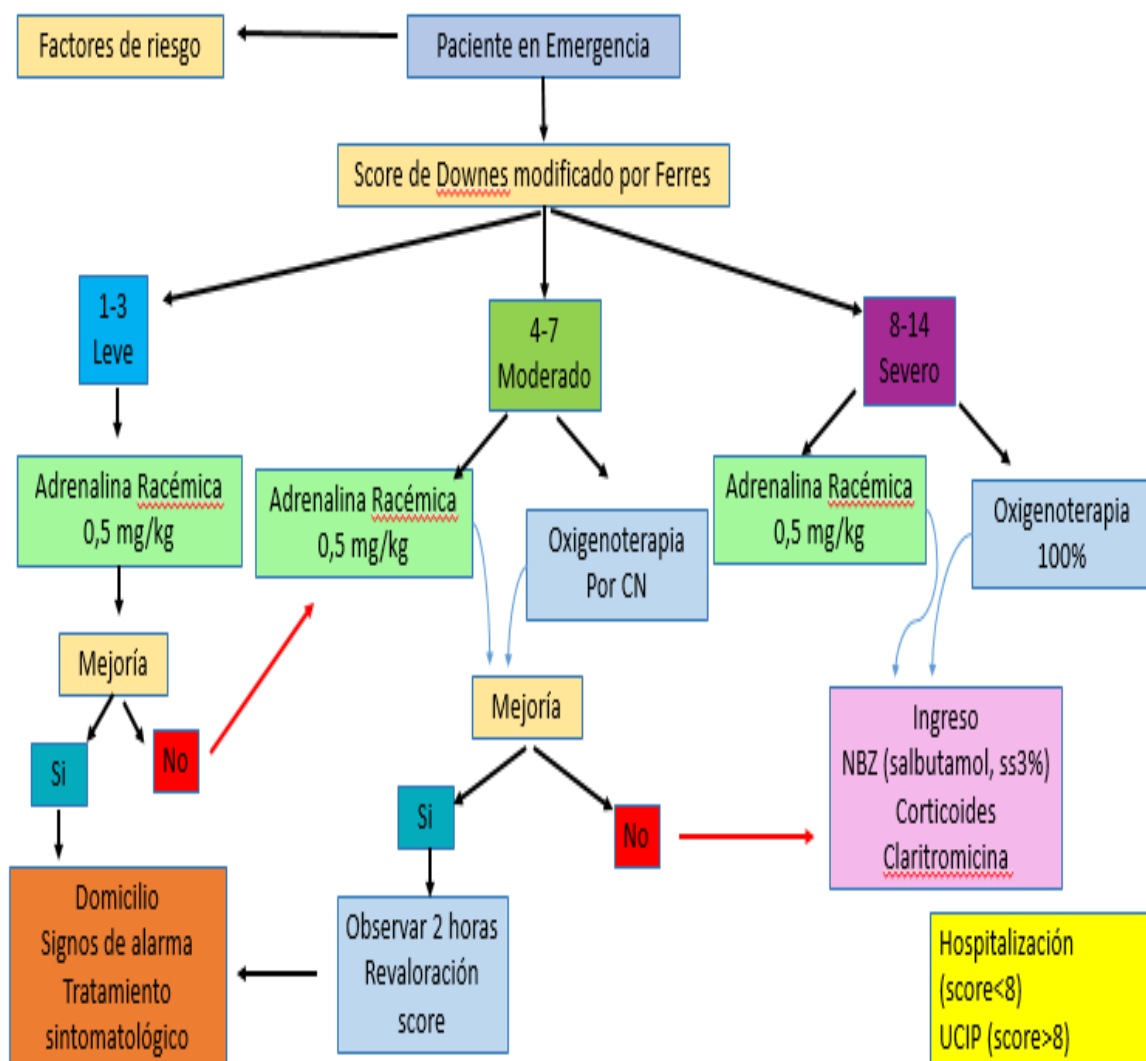 Factores de riesgo
Paciente en Emergencia
Score de Downes modificado por Ferres
1-3
Leve
4-7
Moderado
8-14
Severo
Adrenalina Racémica
0,5 mg/kg
Adrenalina Racémica
0,5 mg/kg
Oxigenoterapia
Por CN
Adrenalina Racémica
0,5 mg/kg
Oxigenoterapia
100%
Mejoría
Si
No
Mejoría
Si
No
Ingreso
NBZ (salbutamol, ss3%)
Corticoides
Claritromicina
Domicilio
Signos de alarma
Tratamiento
sintomatológico
Observar 2 horas
Revaloración
score
Hospitalización
(score<8)
UCIP (score>8)